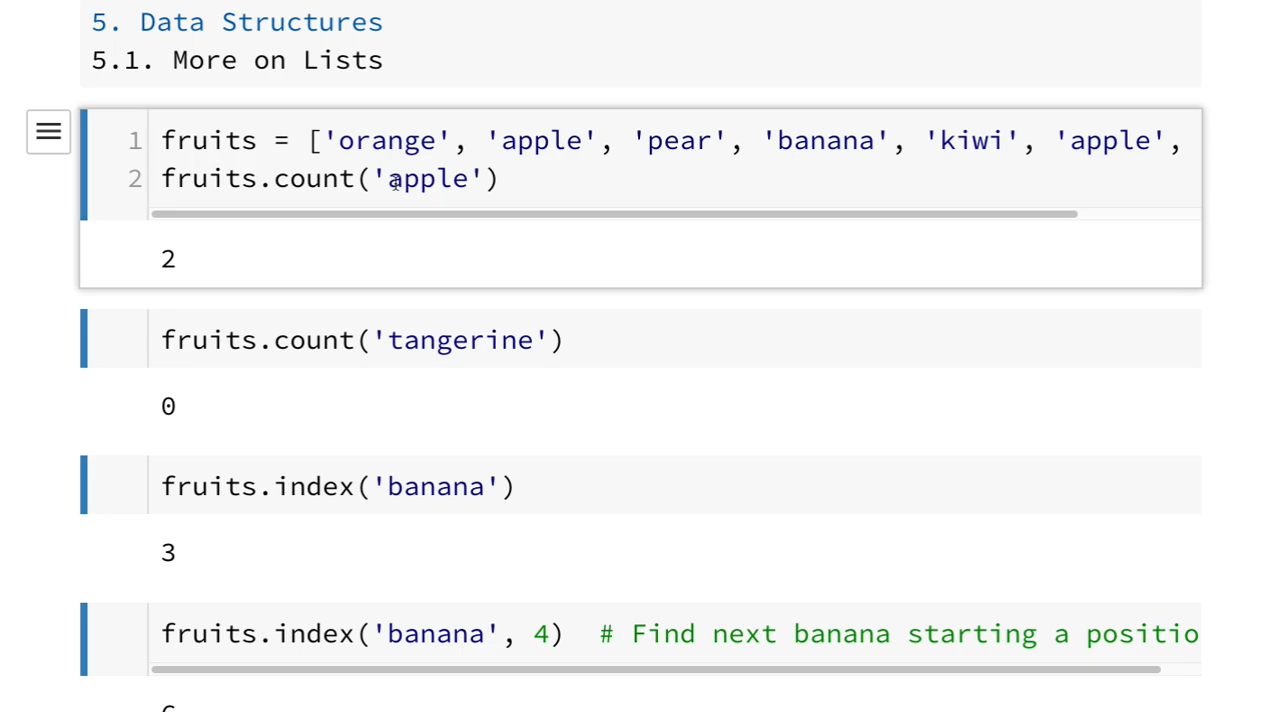 5. Data Structures
5.1. More on Lists
1 fruits = ['orange', 'apple', 'pear', 'banana', 'kiwi', 'apple',
2 fruits.count('apple')
2
fruits.count('tangerine')
0
fruits.index('banana')
3
fruits.index('banana', 4)  # Find next banana starting a positio